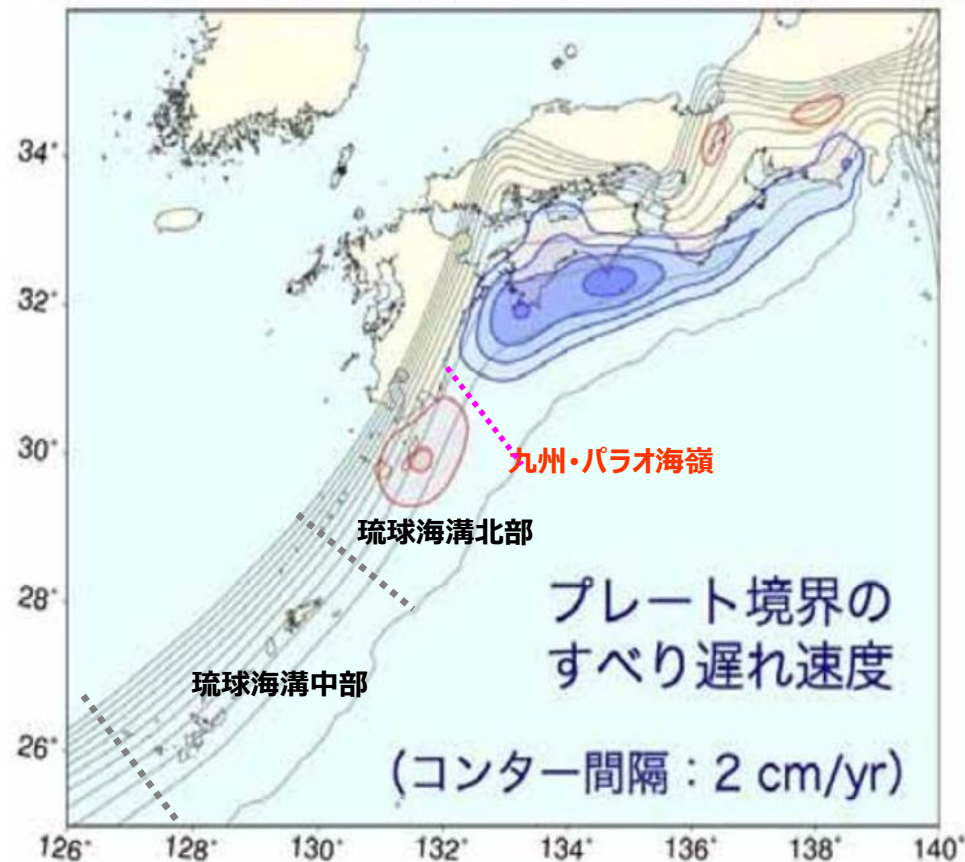 34°
32°
30°
28°
26°
九州・パラオ海嶺
琉球海溝北部
琉球海溝中部
プレート境界の
すべり遅れ速度
(コンター間隔：2 cm/yr)
126° 128° 130° 132° 134° 136° 138° 140°